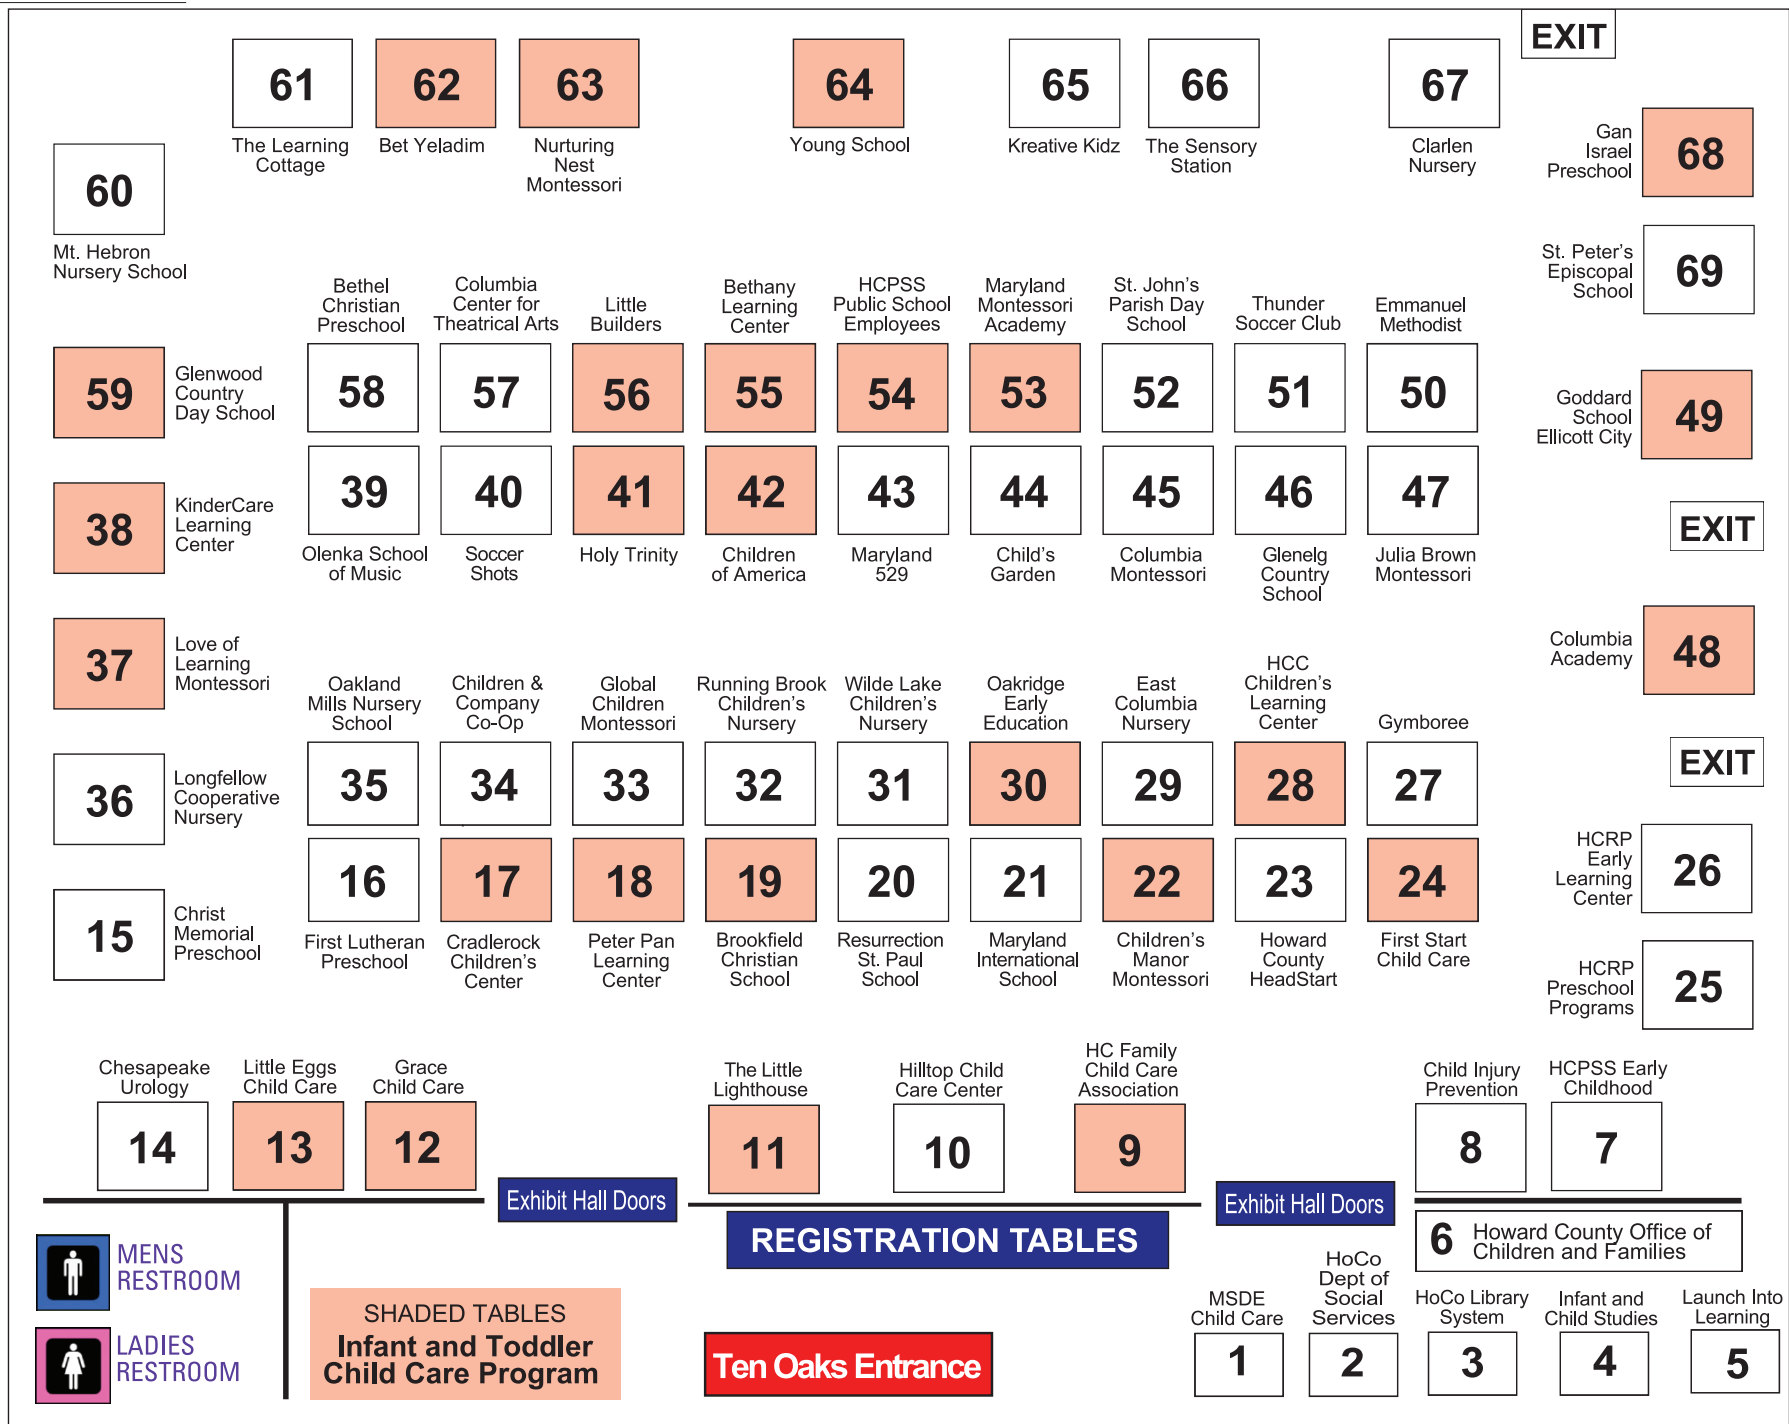 EXIT
61
The Learning
Cottage
62
Bet Yeladim
63
Nurturing
Nest
Montessori
64
Young School
65
Kreative Kidz
66
The Sensory
Station
67
Clarlen
Nursery
Gan
Israel
Preschool
68
60
Mt. Hebron
Nursery School
St. Peter's
Episcopal
School
69
Bethel
Christian
Preschool
58
Columbia
Center for
Theatrical Arts
57
Little
Builders
56
Bethany
Learning
Center
55
HCPSS
Public School
Employees
54
Maryland
Montessori
Academy
53
St. John's
Parish Day
School
52
Thunder
Soccer Club
51
Emmanuel
Methodist
50
59
Glenwood
Country
Day School
Goddard
School
Ellicott City
49
39
Olenka School
of Music
40
Soccer
Shots
41
Holy Trinity
42
Children
of America
43
Maryland
529
44
Child's
Garden
45
Columbia
Montessori
46
Glenelg
Country
School
47
Julia Brown
Montessori
38
KinderCare
Learning
Center
EXIT
37
Love of
Learning
Montessori
Columbia
Academy
48
Oakland
Mills Nursery
School
35
Children &
Company
Co-Op
34
Global
Children
Montessori
33
Running Brook
Children's
Nursery
32
Wilde Lake
Children's
Nursery
31
Oakridge
Early
Education
30
East
Columbia
Nursery
29
HCC
Children's
Learning
Center
28
Gymboree
27
EXIT
36
Longfellow
Cooperative
Nursery
16
First Lutheran
Preschool
17
Cradlerock
Children's
Center
18
Peter Pan
Learning
Center
19
Brookfield
Christian
School
20
Resurrection
St. Paul
School
21
Maryland
International
School
22
Children's
Manor
Montessori
23
Howard
County
HeadStart
24
First Start
Child Care
HCRP
Early
Learning
Center
26
15
Christ
Memorial
Preschool
HCRP
Preschool
Programs
25
Chesapeake
Urology
14
Little Eggs
Child Care
13
Grace
Child Care
12
The Little
Lighthouse
11
Hilltop Child
Care Center
10
HC Family
Child Care
Association
9
Child Injury
Prevention
8
HCPSS Early
Childhood
7
Exhibit Hall Doors
Exhibit Hall Doors
REGISTRATION TABLES
6
Howard County Office of
Children and Families
MENS
RESTROOM
LADIES
RESTROOM
SHADED TABLES
Infant and Toddler
Child Care Program
Ten Oaks Entrance
MSDE
Child Care
1
HoCo
Dept of
Social
Services
2
HoCo Library
System
3
Infant and
Child Studies
4
Launch Into
Learning
5